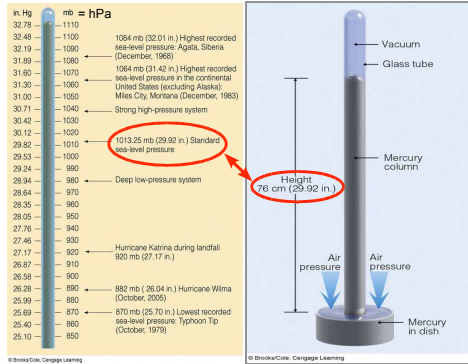 in. Hg mb = hPa
32.78 1110
32.48 1100
32.19 1090
31.89 1080
31.60 1070
31.30 1060
31.00 1050
30.71 1040
30.42 1030
30.12 1020
29.82 1010
29.53 1000
29.24 990
28.94 980
28.64 970
28.35 960
28.05 950
27.76 940
27.46 930
27.17 920
26.87 910
26.58 900
26.28 890
25.99 880
25.69 870
25.40 860
25.10 850
1084 mb (32.01 in.) Highest recorded
sea-level pressure: Agata, Siberia
(December, 1968)
1064 mb (31.42 in.) Highest recorded
sea-level pressure in the continental
United States (excluding Alaska):
Miles City, Montana (December, 1983)
Strong high-pressure system
1013.25 mb (29.92 in.) Standard
sea-level pressure
Deep low-pressure system
Hurricane Katrina during landfall
920 mb (27.17 in.)
882 mb ( 26.04 in.) Hurricane Wilma
(October, 2005)
870 mb (25.70 in.) Lowest recorded
sea-level pressure: Typhoon Tip
(October, 1979)
© Brooks/Cole, Cengage Learning
Vacuum
Glass tube
Mercury
column
Height
76 cm (29.92 in.)
Air
pressure
Air
pressure
Mercury
in dish
© Brooks/Cole, Cengage Learning